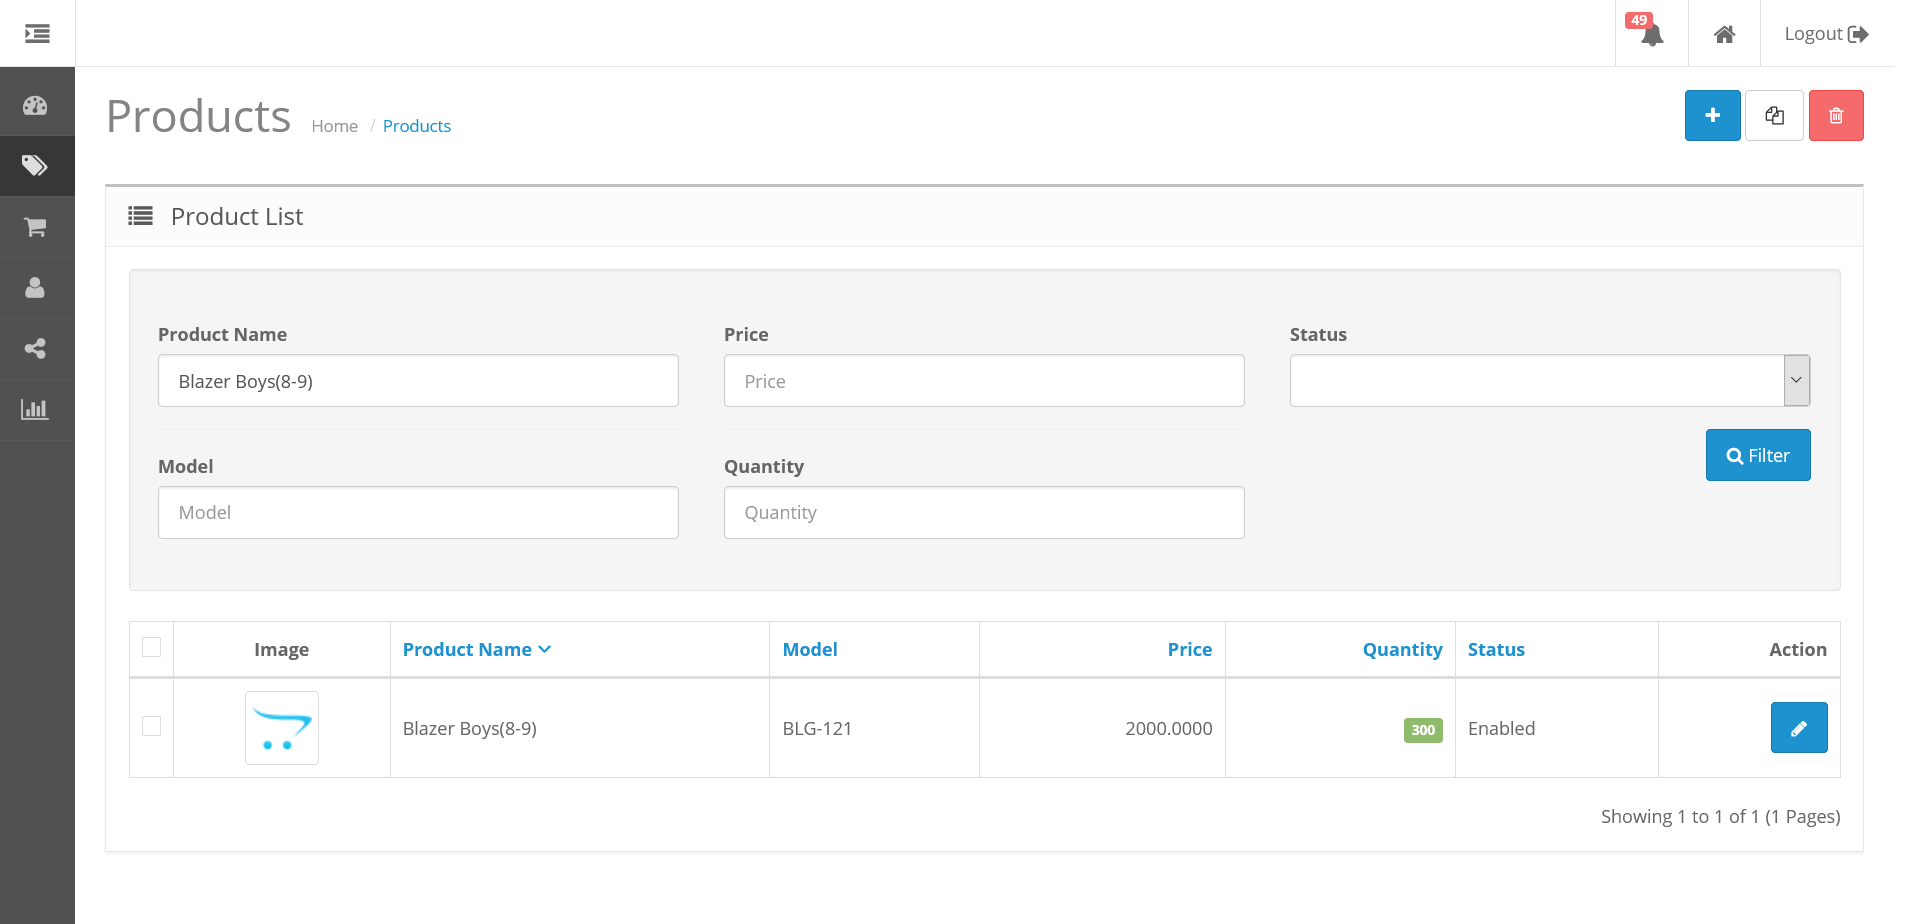 49
Logout
Products
Home / Products
Product List
Product Name
Price
Status
Blazer Boys(8-9)
Price
Filter
Model
Quantity
Model
Quantity
Image Product Name Model Price Quantity Status Action
Blazer Boys(8-9) BLG-121 2000.0000 300 Enabled
Showing 1 to 1 of 1 (1 Pages)